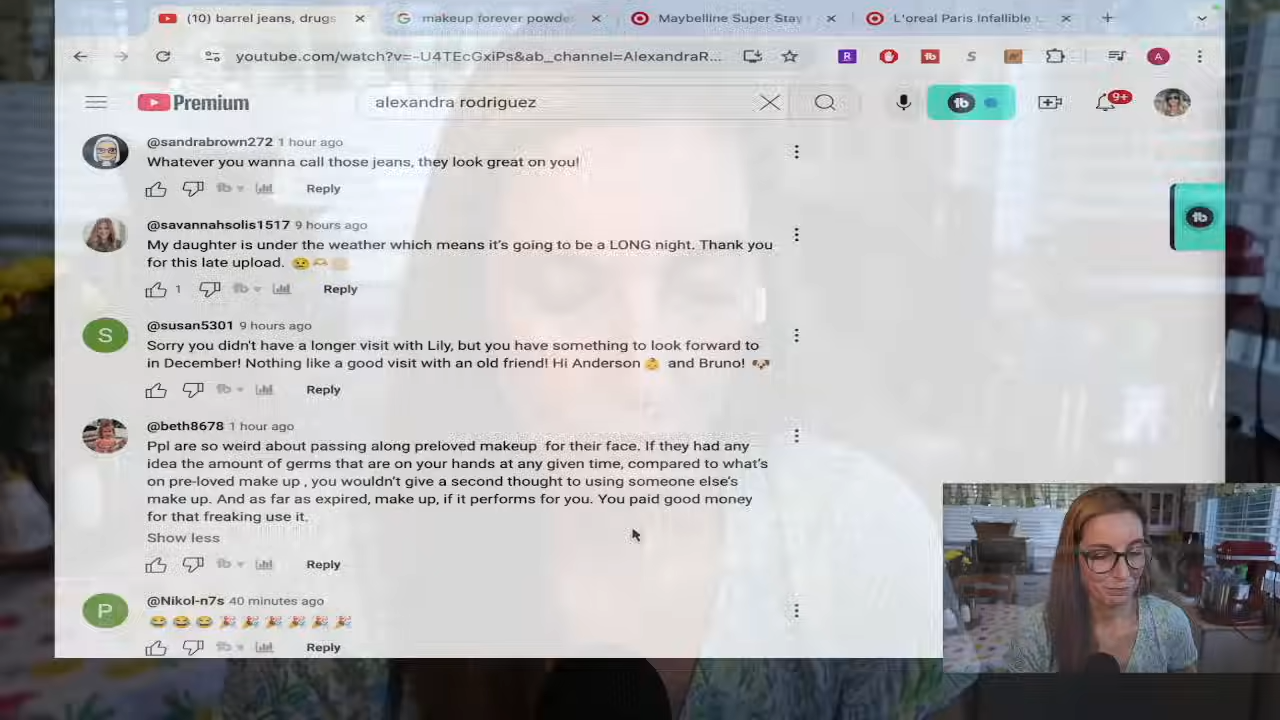 (10) barrel jeans, drugs
makeup forever powde
Maybelline Super Stay
L'oreal Paris Infallible
youtube.com/watch?v=-U4TEcGxiPs&ab_channel=AlexandraR...
R
tb
S
A
Premium
alexandra rodriguez
tb
9+
@sandrabrown272 1 hour ago
Whatever you wanna call those jeans, they look great on you!
tb
Reply
@savannahsolis1517 9 hours ago
My daughter is under the weather which means it's going to be a LONG night. Thank you
for this late upload. 😢🫶🏻
1
tb
Reply
S
@susan5301 9 hours ago
Sorry you didn't have a longer visit with Lily, but you have something to look forward to
in December! Nothing like a good visit with an old friend! Hi Anderson 👶 and Bruno! 🐶
tb
Reply
@beth8678 1 hour ago
Ppl are so weird about passing along preloved makeup for their face. If they had any
idea the amount of germs that are on your hands at any given time, compared to what's
on pre-loved make up , you wouldn't give a second thought to using someone else's
make up. And as far as expired, make up, if it performs for you. You paid good money
for that freaking use it.
Show less
tb
Reply
P
@Nikol-n7s 40 minutes ago
😂😂😂🎉🎉🎉🎉🎉🎉
tb
Reply